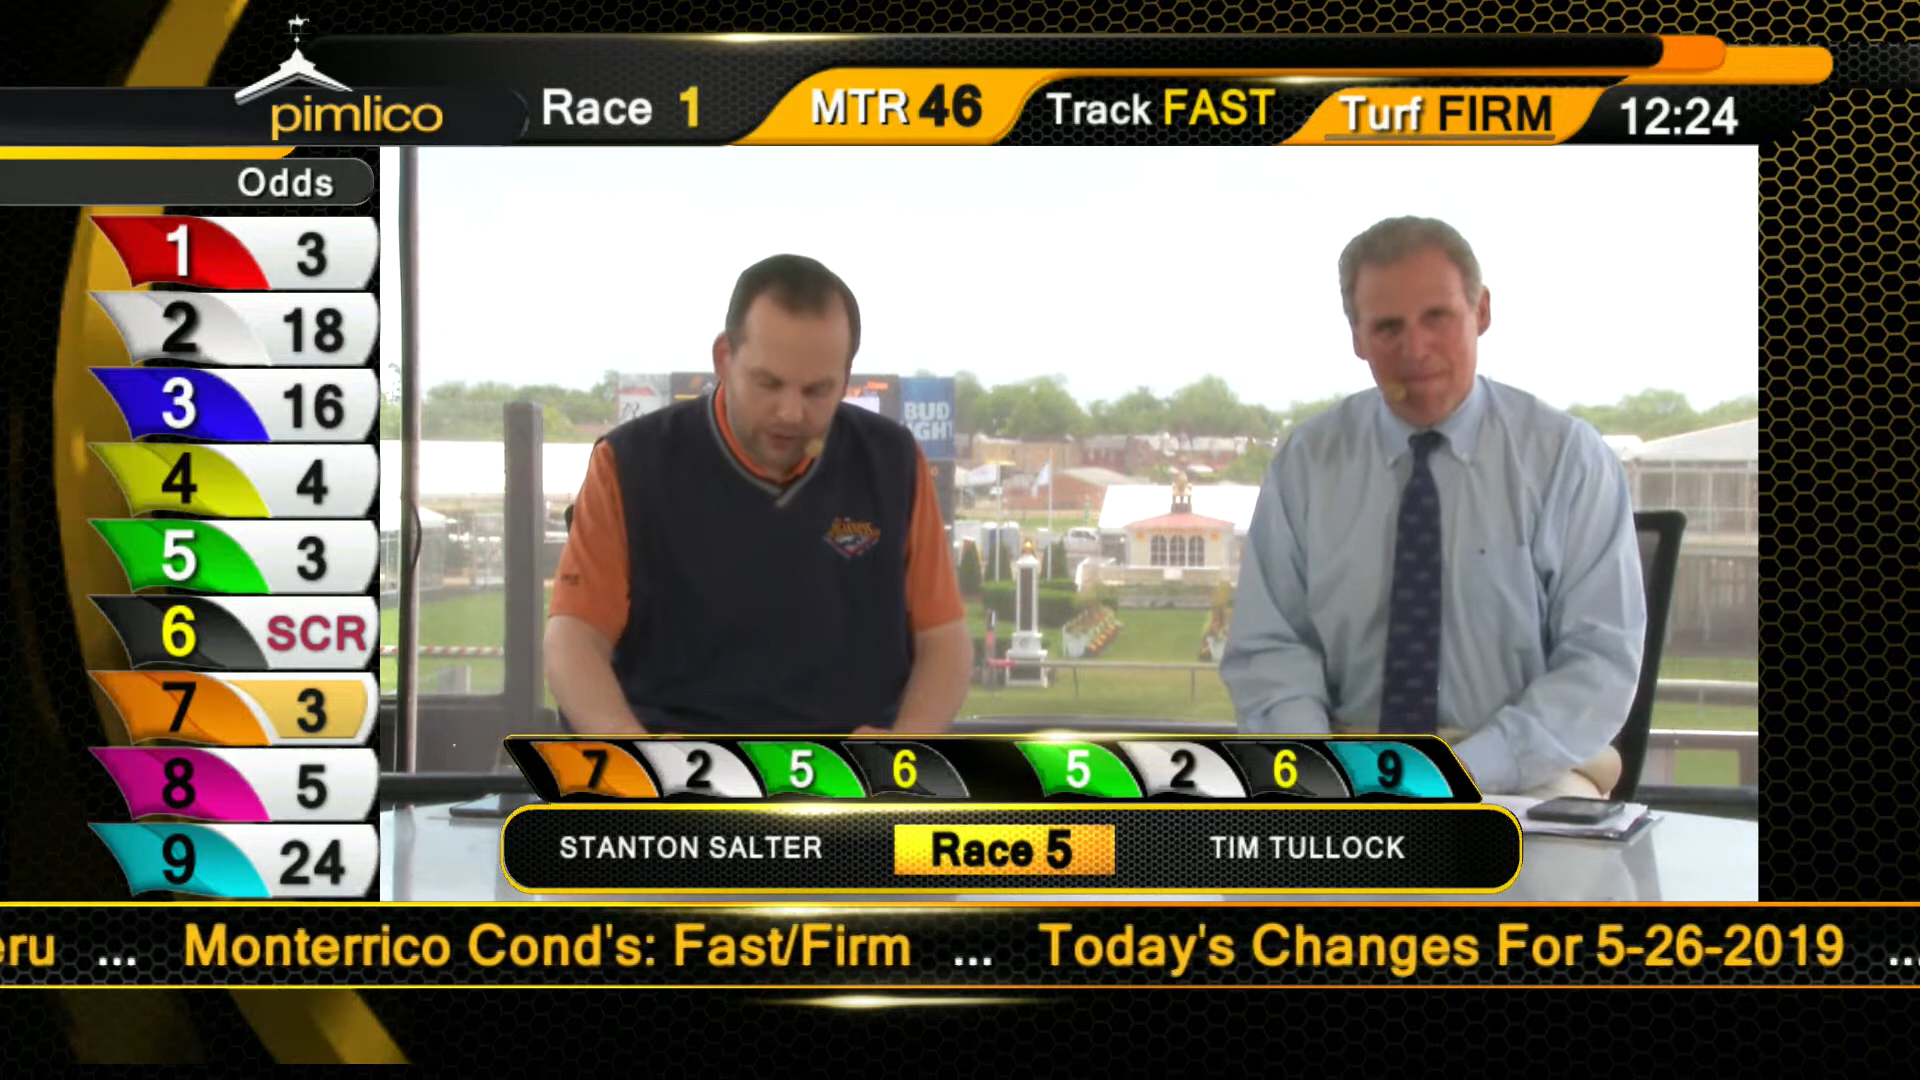 pimlico
Race 1
MTR 46
Track FAST
Turf FIRM
12:24
Odds
1 3
2 18
3 16
4 4
5 3
6 SCR
7 3
8 5
9 24
BUD
7 2 5 6 5 2 6 9
STANTON SALTER Race 5 TIM TULLOCK
eru ... Monterrico Cond's: Fast/Firm ... Today's Changes For 5-26-2019 ...